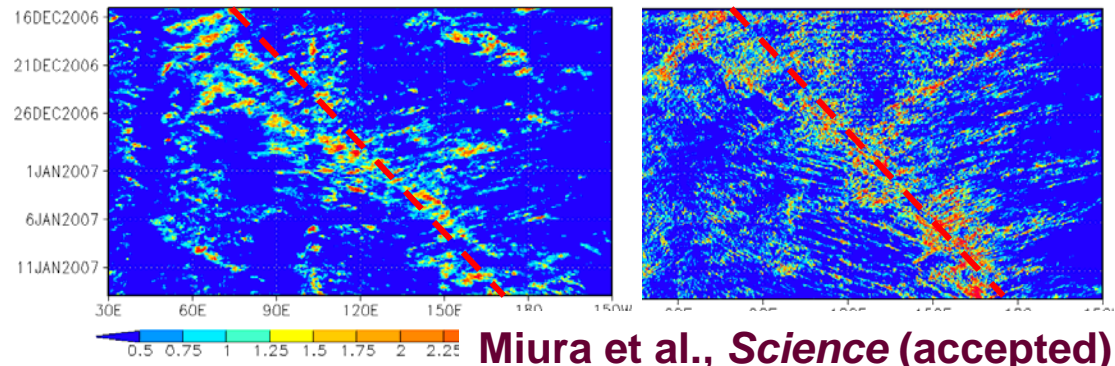 16DEC2006
21DEC2006
26DEC2006
1JAN2007
6JAN2007
11JAN2007
30E 60E 90E 120E 150E 180 150W
0.5 0.75 1 1.25 1.5 1.75 2 2.25
Miura et al., Science (accepted)